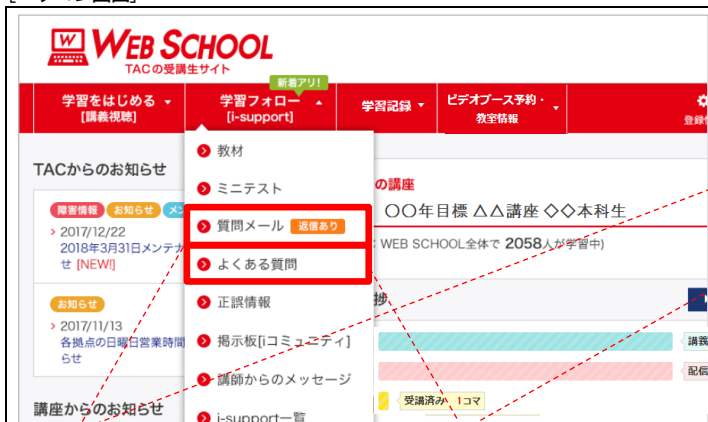 WEB SCHOOL
TACの受講生サイト
新着アリ!
学習をはじめる
[講義視聴]
学習フォロー
[i-support]
学習記録
ビデオブース予約・
教室情報
TACからのお知らせ
障害情報 お知らせ
2017/12/22
2018年3月31日メンテナ
せ [NEW!]
お知らせ
2017/11/13
各拠点の日曜日営業時間
らせ
講座からのお知らせ
教材
ミニテスト
質問メール 返信あり
よくある質問
正誤情報
掲示板[iコミュニティ]
講師からのメッセージ
i-support一覧
の講座
〇〇年目標 △△講座 ◇◇本科生
WEB SCHOOL全体で 2058人が学習中)
捗
講義
配信
受講済み 1コマ